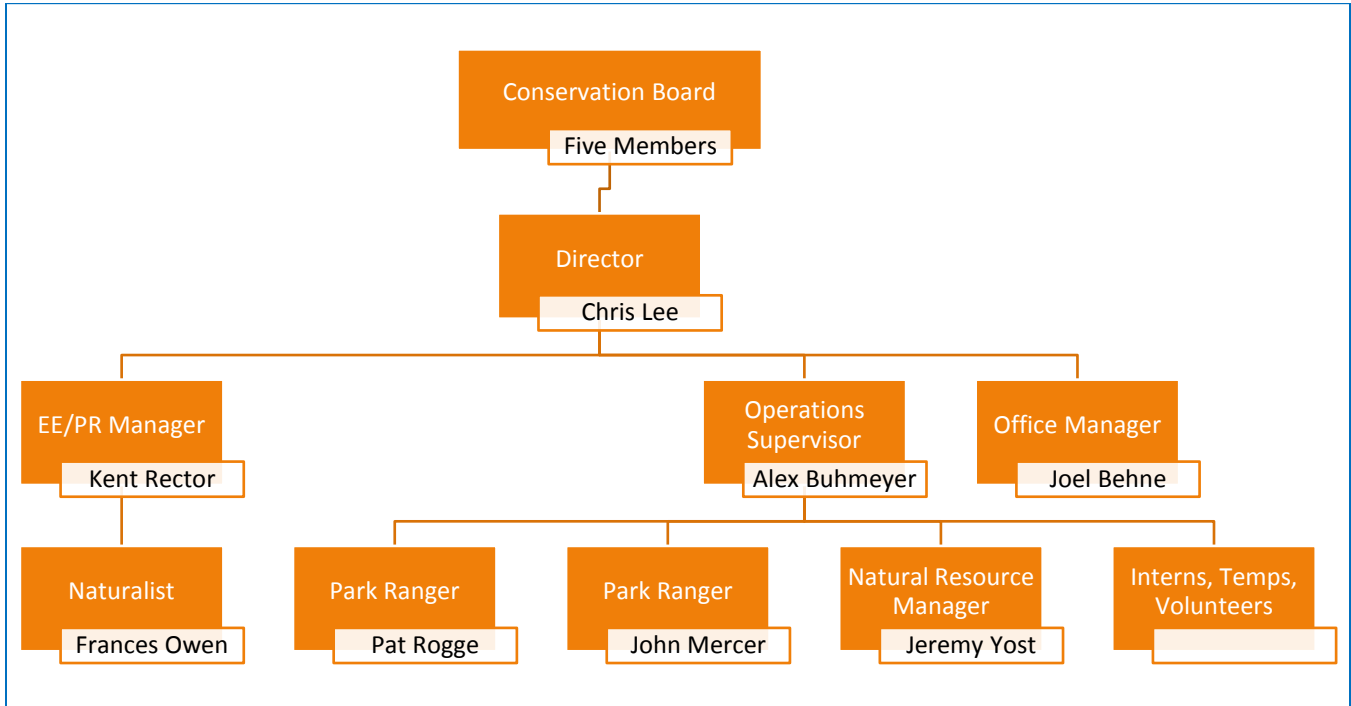 Conservation Board
Five Members
Director
Chris Lee
EE/PR Manager
Kent Rector
Operations
Supervisor
Alex Buhmeyer
Office Manager
Joel Behne
Naturalist
Frances Owen
Park Ranger
Pat Rogge
Park Ranger
John Mercer
Natural Resource
Manager
Jeremy Yost
Interns, Temps,
Volunteers